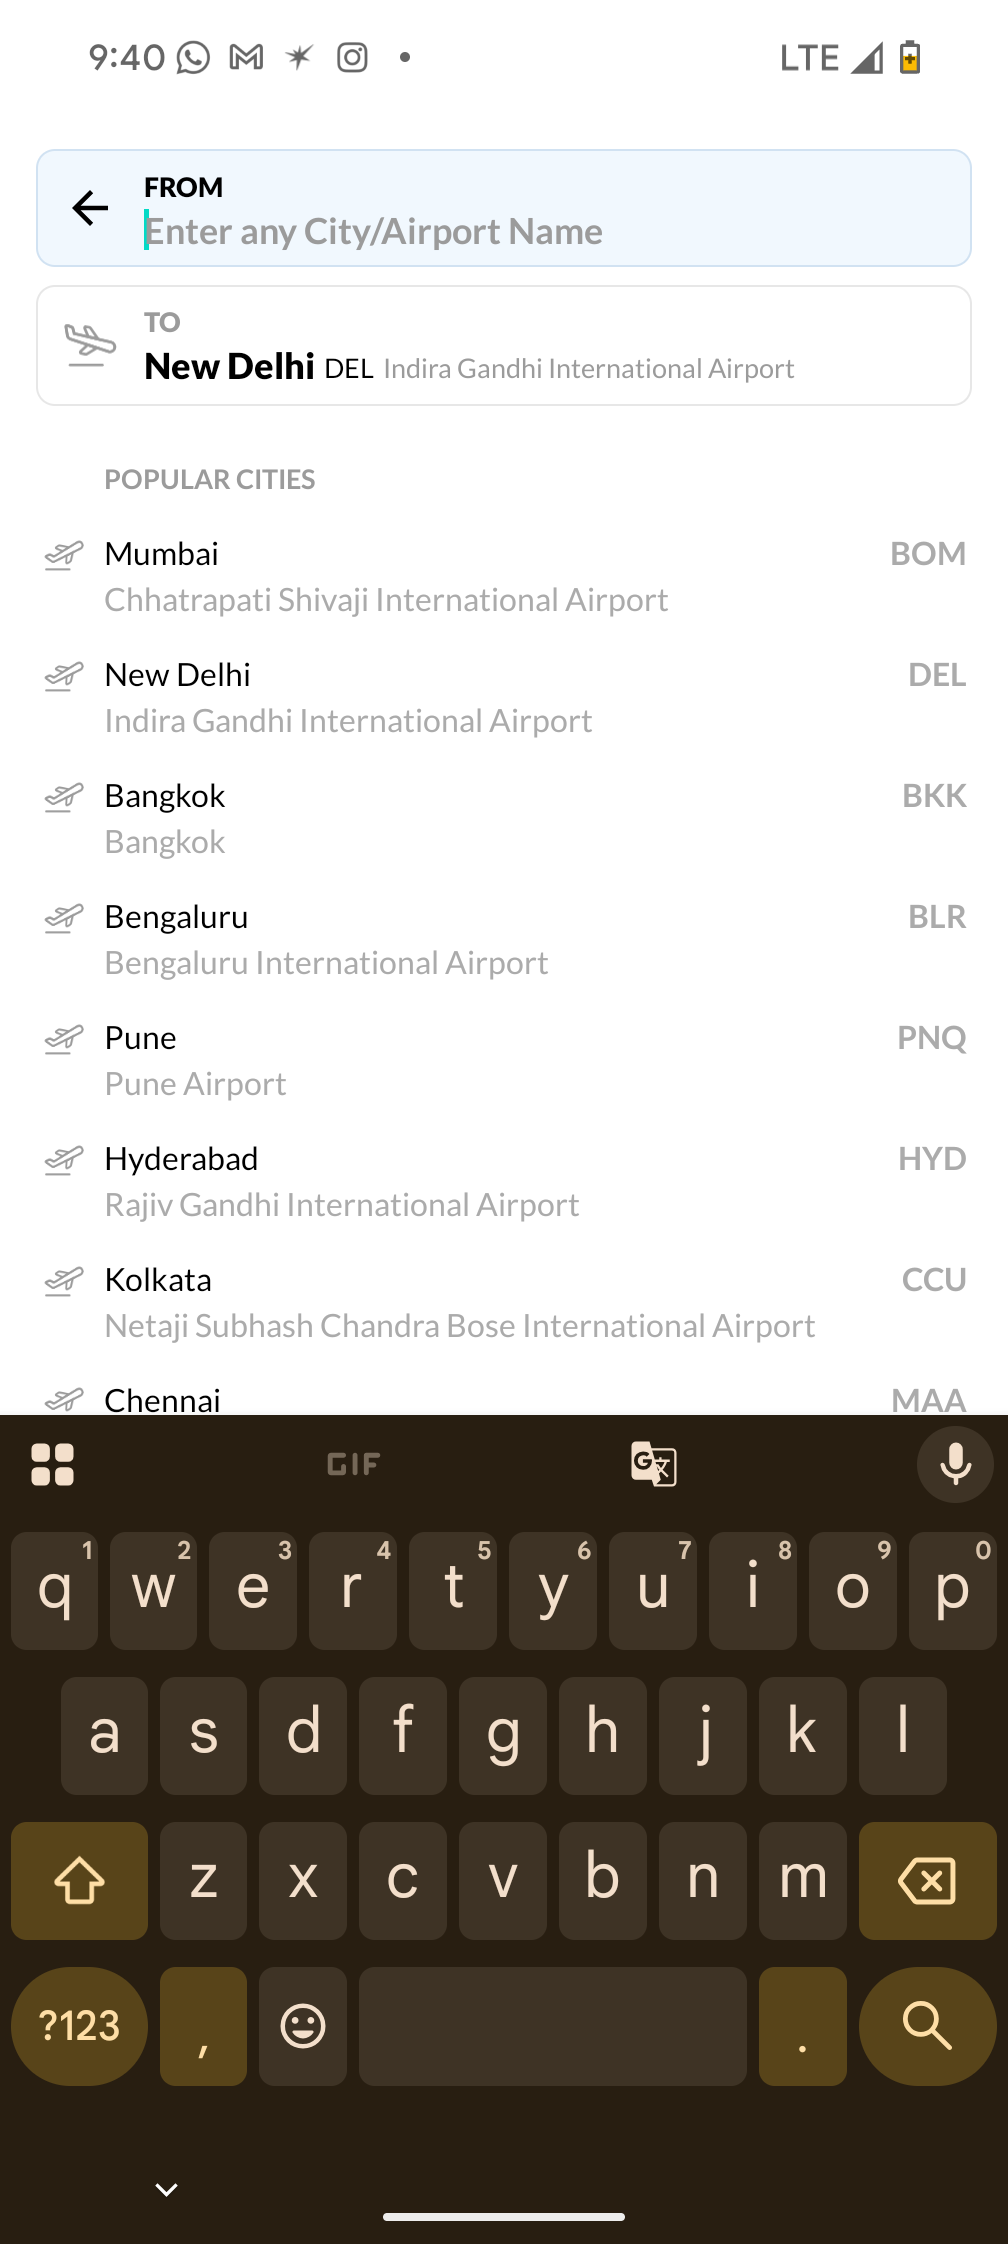 9:40 LTE
FROM
Enter any City/Airport Name
TO
New Delhi DEL Indira Gandhi International Airport
POPULAR CITIES
Mumbai BOM
Chhatrapati Shivaji International Airport
New Delhi DEL
Indira Gandhi International Airport
Bangkok BKK
Bangkok
Bengaluru BLR
Bengaluru International Airport
Pune PNQ
Pune Airport
Hyderabad HYD
Rajiv Gandhi International Airport
Kolkata CCU
Netaji Subhash Chandra Bose International Airport
Chennai MAA
GIF G文
1 2 3 4 5 6 7 8 9 0
q w e r t y u i o p
a s d f g h j k l
z x c v b n m
?123 , .